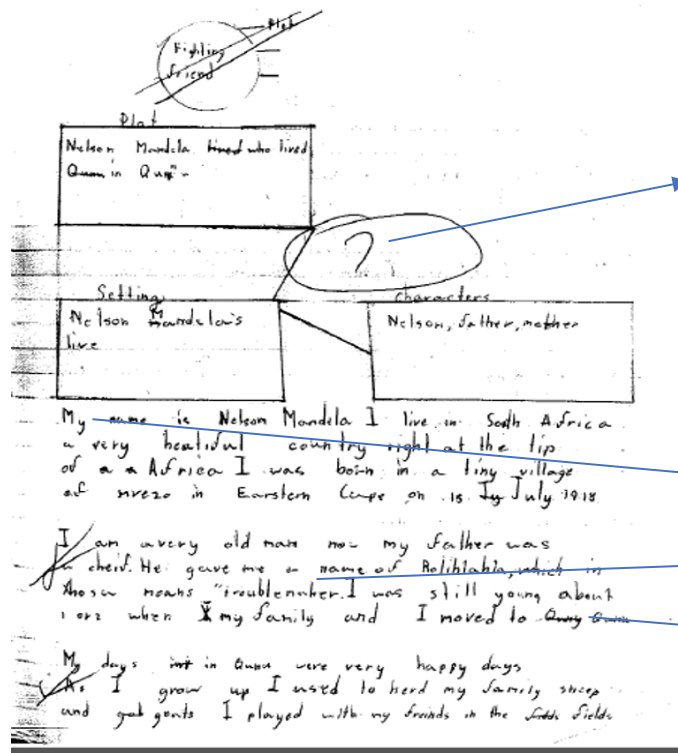 Plot
Fighting
friend
Plot
Nelson Mandela lived who lived
Qunu in Qunu
?
Setting
Characters
Nelson Mandela's
live
Nelson, father, mother
My name is Nelson Mandela I live in South Africa
a very beatiful country right at the tip
of a a Africa I was born in a tiny village
of mvezo in Earstern Cape on 18 Jy July 1918
I am a very old man now my father was
a cheif. He gave me a name of Rolihlahla, which in
Xhosa means "troublemaker. I was still young about
1 or 2 when I my family and I moved to Quny Qunu
My days in Qunu were very happy days
As I grow up I used to herd my family sheep
and goats I played with my freinds in the fields